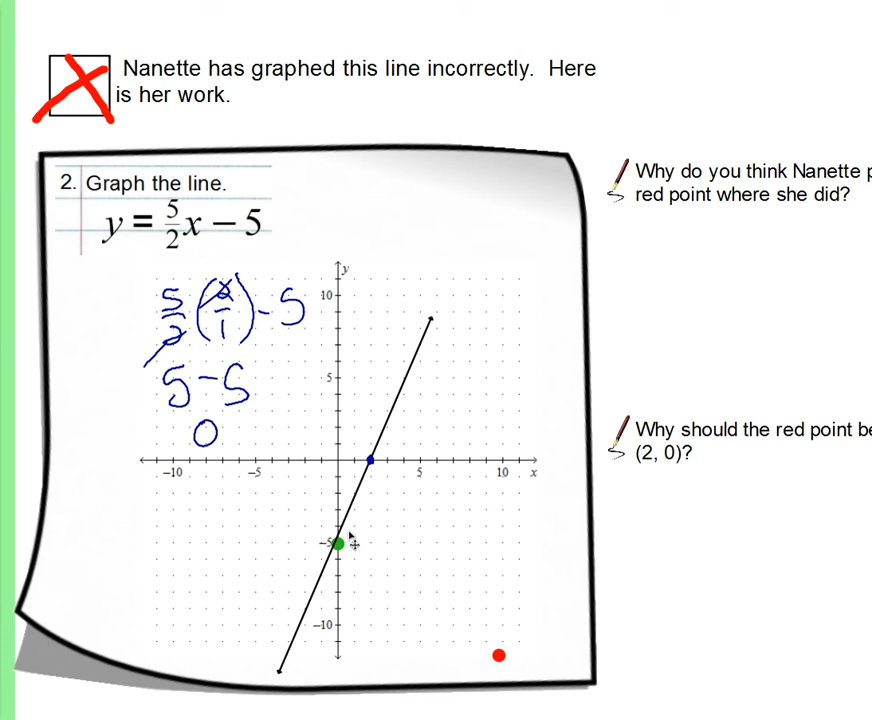 Nanette has graphed this line incorrectly. Here
is her work.
2. Graph the line.
y = 5/2 x − 5
5/2 (2/1) - 5
5 - 5
0
y
10
5
−10
−5
5
10
x
−5
−10
Why do you think Nanette p
red point where she did?
Why should the red point be
(2, 0)?